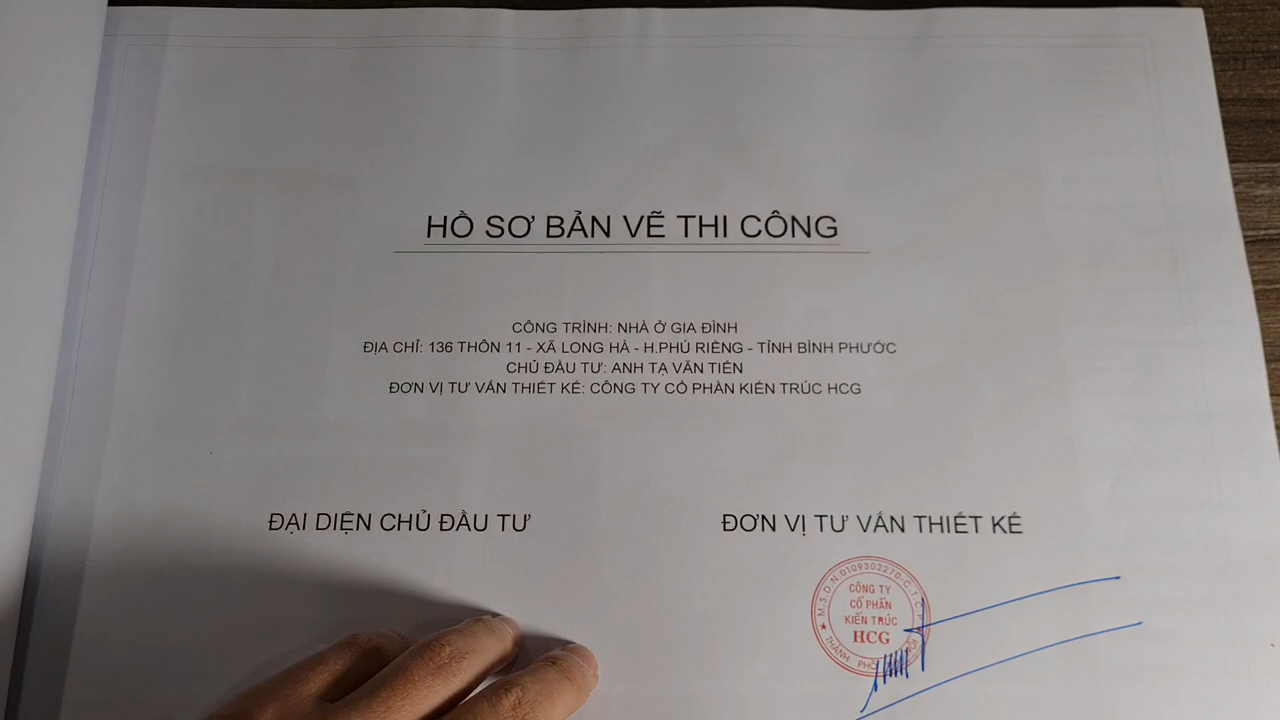 HỒ SƠ BẢN VẼ THI CÔNG
CÔNG TRÌNH: NHÀ Ở GIA ĐÌNH
ĐỊA CHỈ: 136 THÔN 11 - XÃ LONG HÀ - H.PHÚ RIỀNG - TỈNH BÌNH PHƯỚC
CHỦ ĐẦU TƯ: ANH TẠ VĂN TIẾN
ĐƠN VỊ TƯ VẤN THIẾT KẾ: CÔNG TY CỔ PHẦN KIẾN TRÚC HCG
ĐẠI DIỆN CHỦ ĐẦU TƯ
ĐƠN VỊ TƯ VẤN THIẾT KẾ
M.S.D.N:0109302270-C.T.C.P
CÔNG TY
CỔ PHẦN
KIẾN TRÚC
HCG
THÀNH PHỐ